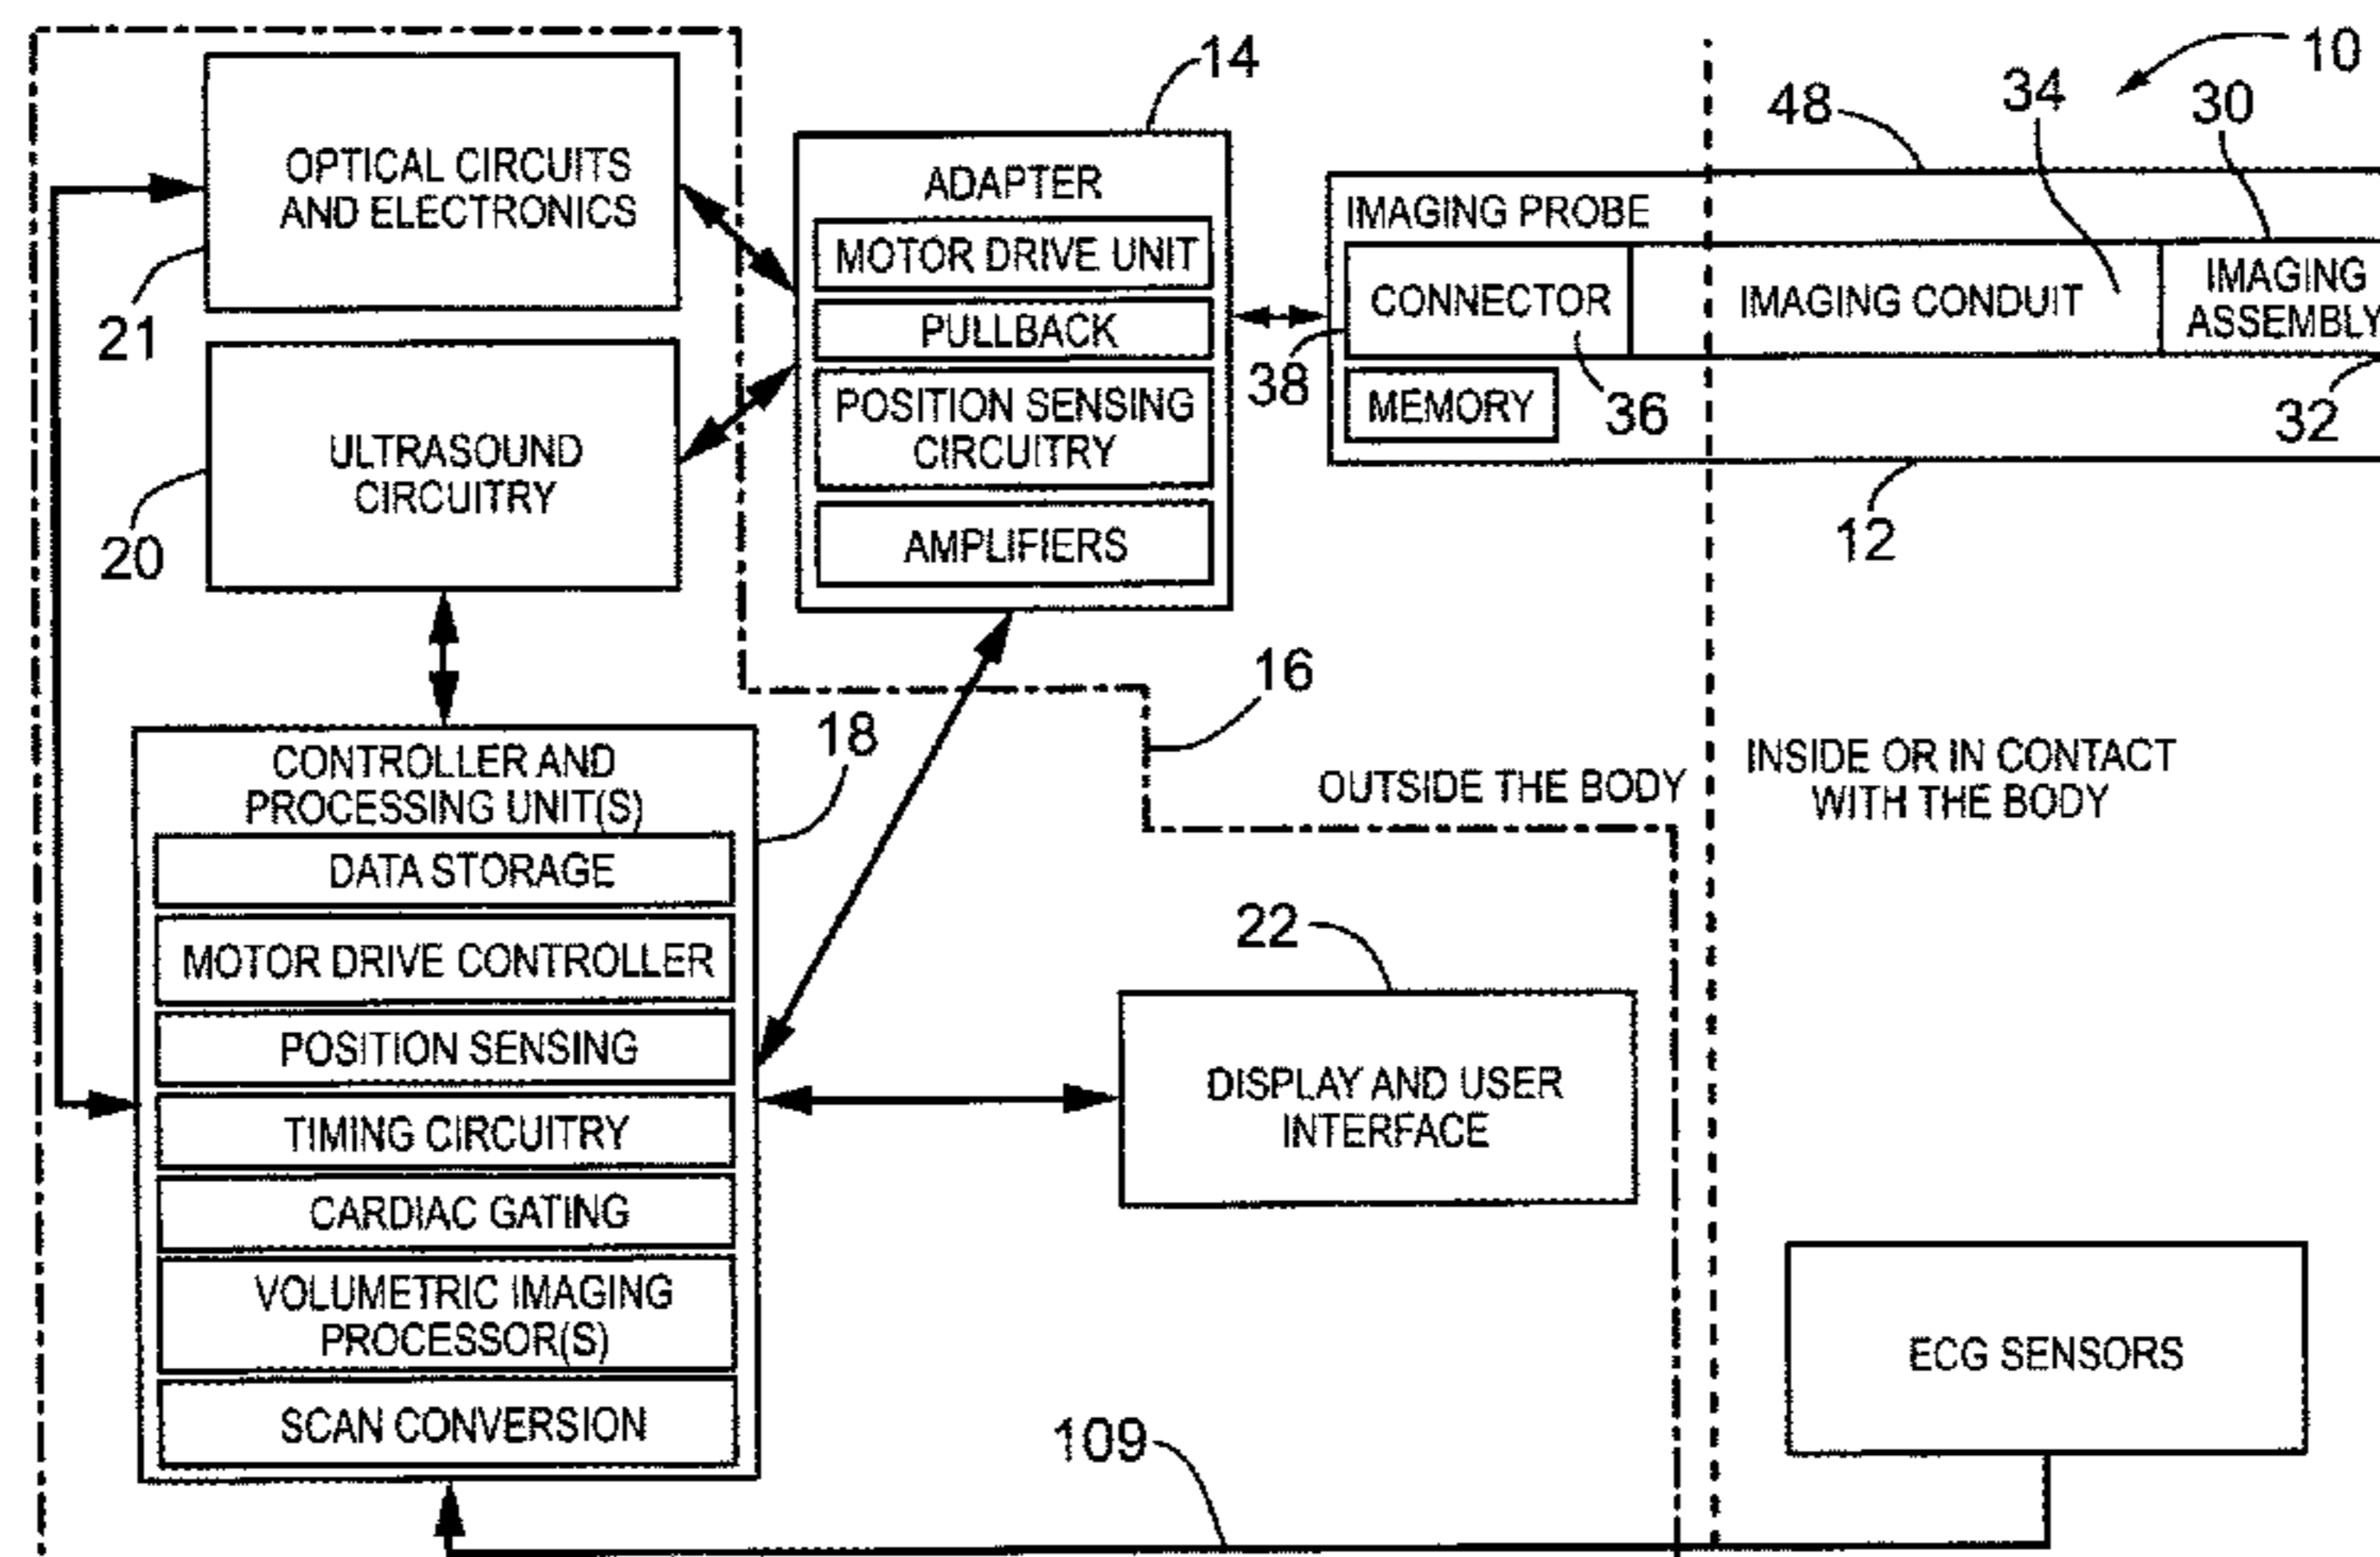 10
14
48
34
30
OPTICAL CIRCUITS
AND ELECTRONICS
21
ADAPTER
MOTOR DRIVE UNIT
PULLBACK
POSITION SENSING
CIRCUITRY
AMPLIFIERS
IMAGING PROBE
CONNECTOR
IMAGING CONDUIT
IMAGING
ASSEMBLY
38
MEMORY
36
32
12
ULTRASOUND
CIRCUITRY
20
16
18
CONTROLLER AND
PROCESSING UNIT(S)
DATA STORAGE
MOTOR DRIVE CONTROLLER
POSITION SENSING
TIMING CIRCUITRY
CARDIAC GATING
VOLUMETRIC IMAGING
PROCESSOR(S)
SCAN CONVERSION
OUTSIDE THE BODY
INSIDE OR IN CONTACT
WITH THE BODY
22
DISPLAY AND USER
INTERFACE
ECG SENSORS
109